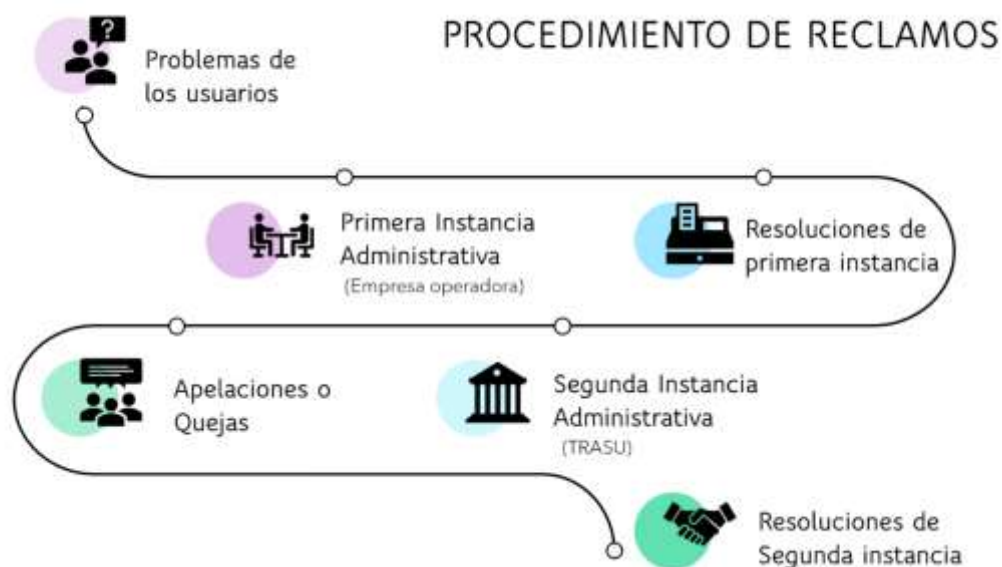 PROCEDIMIENTO DE RECLAMOS
?
Problemas de
los usuarios
Primera Instancia
Administrativa
(Empresa operadora)
Resoluciones de
primera instancia
Apelaciones o
Quejas
Segunda Instancia
Administrativa
(TRASU)
Resoluciones de
Segunda instancia